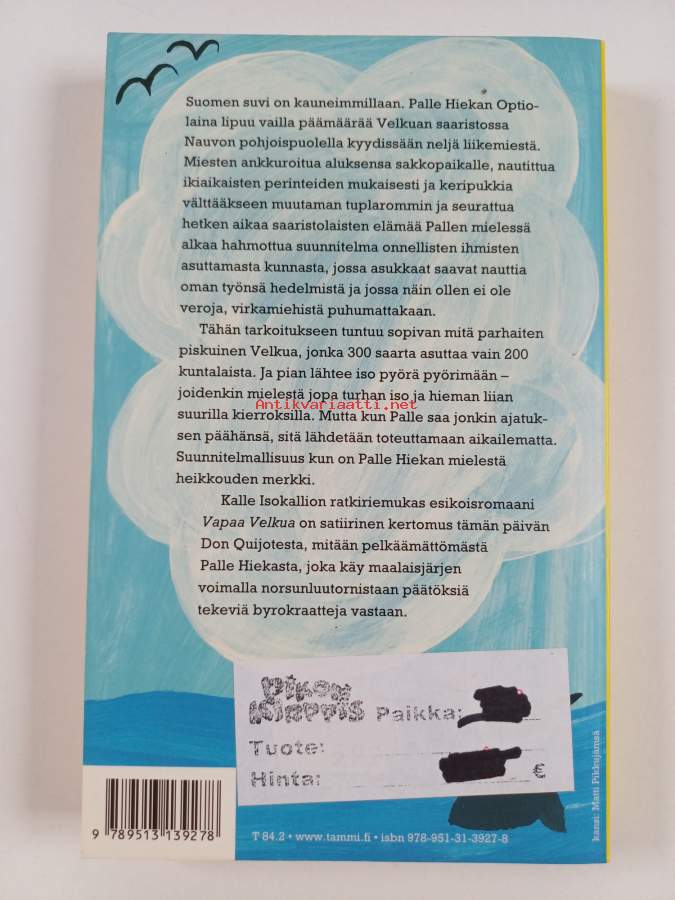 Suomen suvi on kauneimmillaan. Palle Hiekan Optio-
laina lipuu vailla päämäärää Velkuan saaristossa
Nauvon pohjoispuolella kyydissään neljä liikemiestä.
Miesten ankkuroitua aluksensa sakkopaikalle, nautittua
ikiaikaisten perinteiden mukaisesti ja keripukkia
välttääkseen muutaman tuplarommin ja seurattua
hetken aikaa saaristolaisten elämää Pallen mielessä
alkaa hahmottua suunnitelma onnellisten ihmisten
asuttamasta kunnasta, jossa asukkaat saavat nauttia
oman työnsä hedelmistä ja jossa näin ollen ei ole
veroja, virkamiehistä puhumattakaan.
Tähän tarkoitukseen tuntuu sopivan mitä parhaiten
piskuinen Velkua, jonka 300 saarta asuttaa vain 200
kuntalaista. Ja pian lähtee iso pyörä pyörimään –
joidenkin mielestä jopa turhan iso ja hieman liian
Antikvariaatti.net
suurilla kierroksilla. Mutta kun Palle saa jonkin ajatuk-
sen päähänsä, sitä lähdetään toteuttamaan aikailematta.
Suunnitelmallisuus kun on Palle Hiekan mielestä
heikkouden merkki.
Kalle Isokallion ratkiriemukas esikoisromaani
Vapaa Velkua on satiirinen kertomus tämän päivän
Don Quijotesta, mitään pelkäämättömästä
Palle Hiekasta, joka käy maalaisjärjen
voimalla norsunluutornistaan päätöksiä
tekeviä byrokraatteja vastaan.
Pikon
Kirppis Paikka:
Tuote:
Hinta: €
kansi: Matti Pikkujämsä
9 789513 139278
T 84.2 • www.tammi.fi • isbn 978-951-31-3927-8